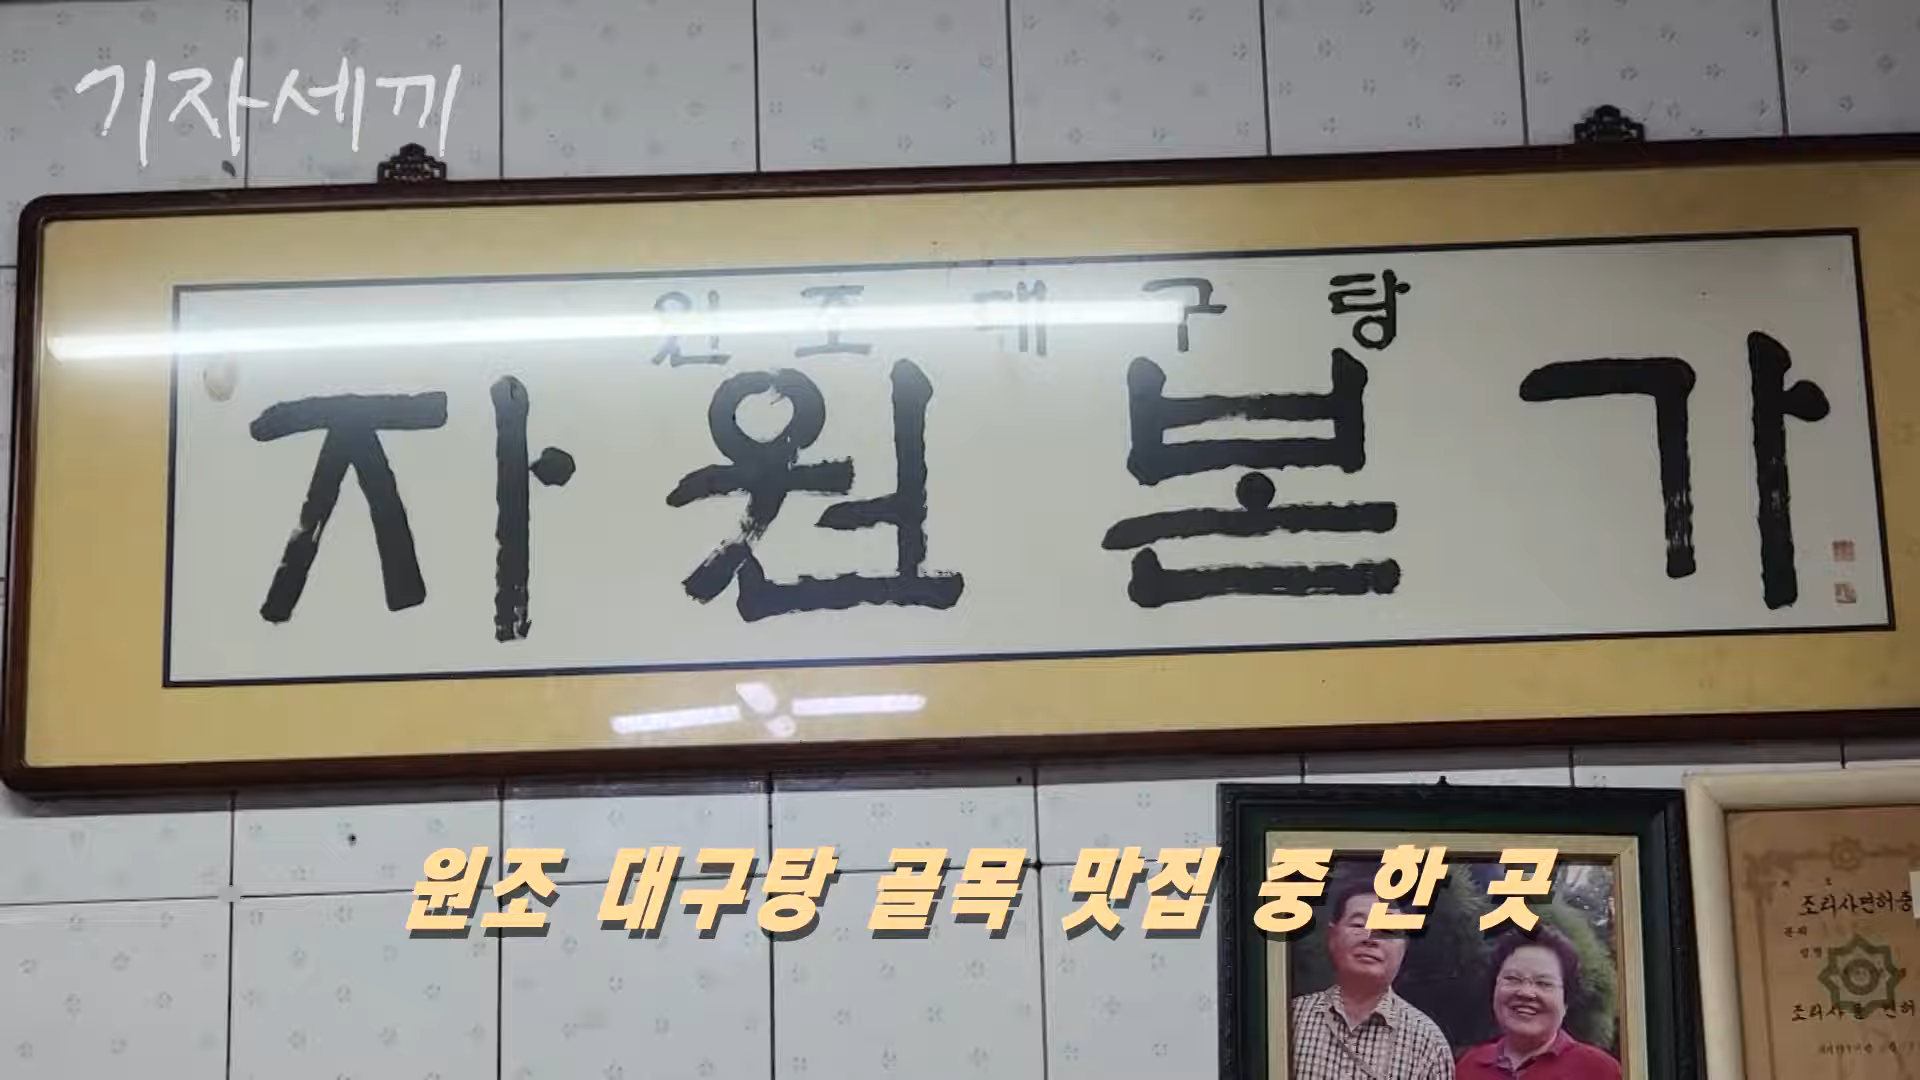 기자세끼
원조대구탕
자원본가
원조 대구탕 골목 맛집 중 한 곳
조리사면허증